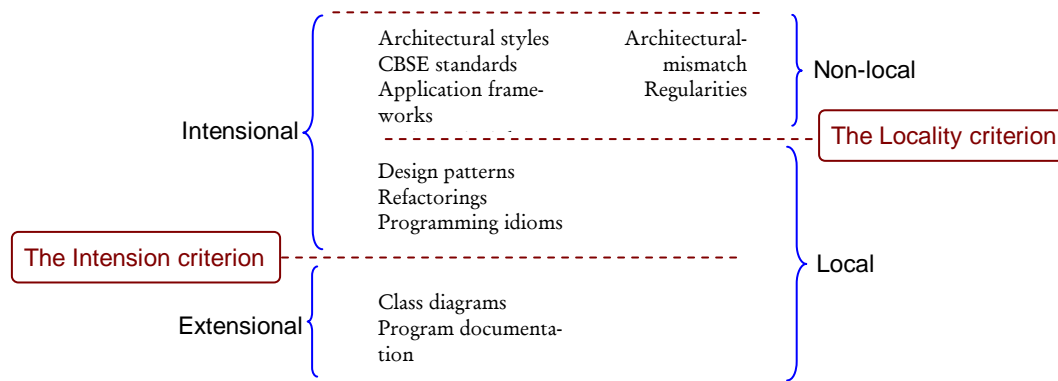 Architectural styles
CBSE standards
Application frame-
works
Architectural-
mismatch
Regularities
Non-local
Intensional
The Locality criterion
Design patterns
Refactorings
Programming idioms
The Intension criterion
Local
Extensional
Class diagrams
Program documenta-
tion